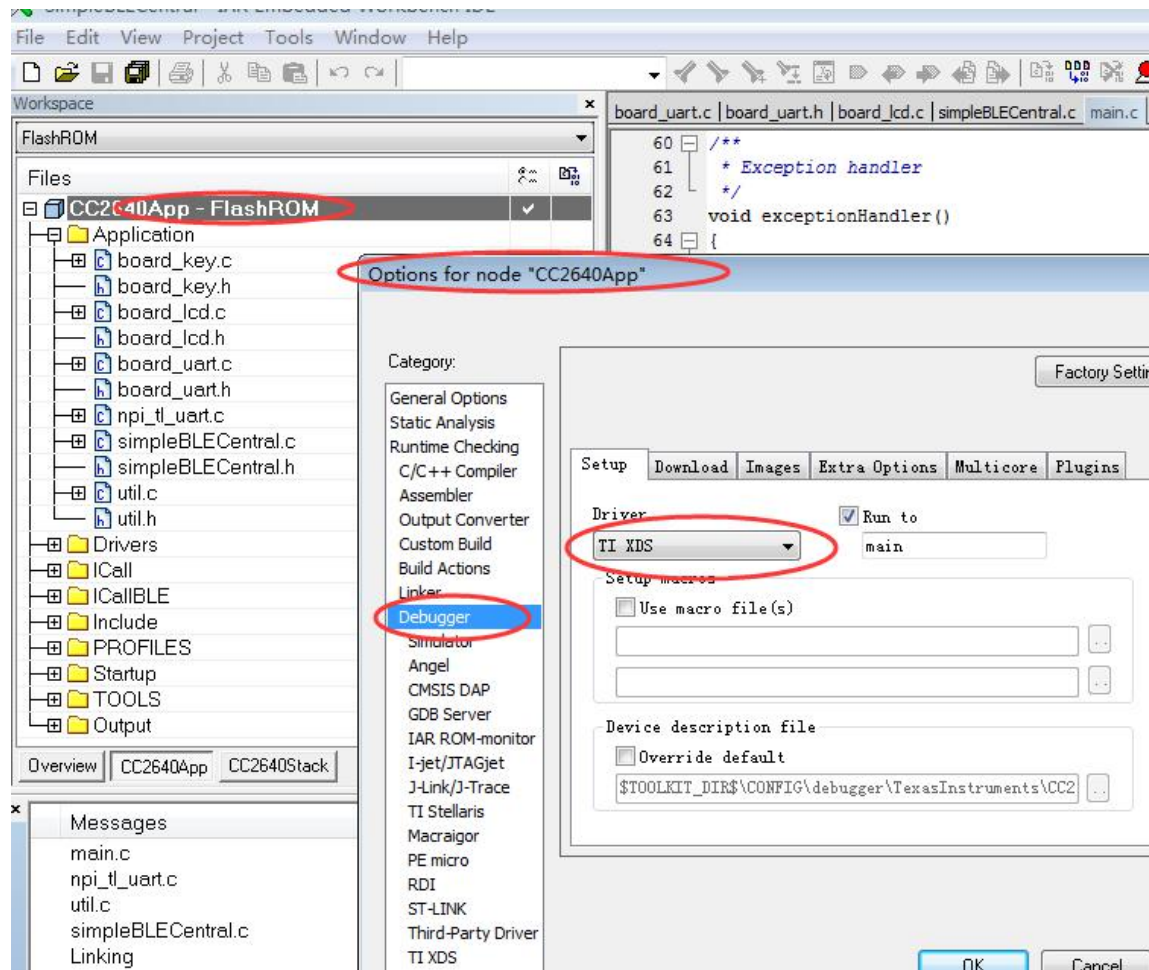 SimpleBLECentral - IAR Embedded Workbench IDE
File Edit View Project Tools Window Help
Workspace
FlashROM
Files
CC2640App - FlashROM
Application
board_key.c
board_key.h
board_lcd.c
board_lcd.h
board_uart.c
board_uart.h
npi_tl_uart.c
simpleBLECentral.c
simpleBLECentral.h
util.c
util.h
Drivers
ICall
ICallBLE
Include
PROFILES
Startup
TOOLS
Output
Overview CC2640App CC2640Stack
Messages
main.c
npi_tl_uart.c
util.c
simpleBLECentral.c
Linking
board_uart.c board_uart.h board_lcd.c simpleBLECentral.c main.c
60 /**
61 * Exception handler
62 */
63 void exceptionHandler()
64 {
Options for node "CC2640App"
Category:
General Options
Static Analysis
Runtime Checking
C/C++ Compiler
Assembler
Output Converter
Custom Build
Build Actions
Linker
Debugger
Simulator
Angel
CMSIS DAP
GDB Server
IAR ROM-monitor
I-jet/JTAGjet
J-Link/J-Trace
TI Stellaris
Macraigor
PE micro
RDI
ST-LINK
Third-Party Driver
TI XDS
Factory Settin
Setup Download Images Extra Options Multicore Plugins
Driver
TI XDS
Run to
main
Setup macros
Use macro file(s)
Device description file
Override default
$TOOLKIT_DIR$\CONFIG\debugger\TexasInstruments\CC2
OK Cancel